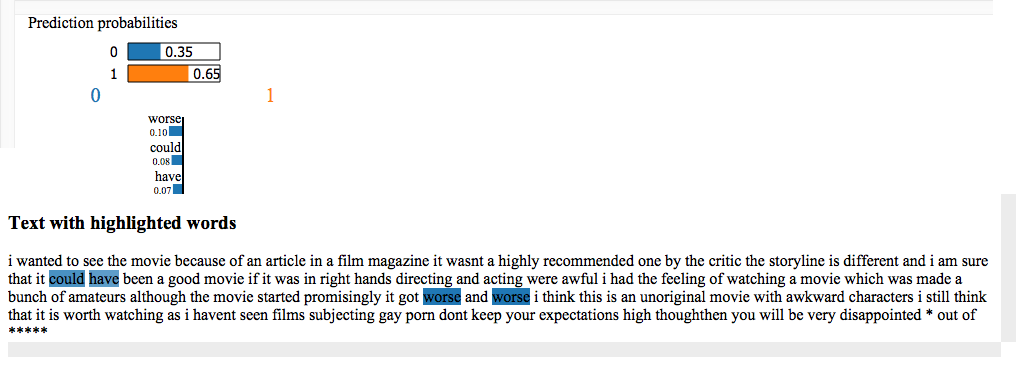 Prediction probabilities
0 0.35
1 0.65
0 1
worse
0.10
could
0.08
have
0.07
Text with highlighted words
i wanted to see the movie because of an article in a film magazine it wasnt a highly recommended one by the critic the storyline is different and i am sure
that it could have been a good movie if it was in right hands directing and acting were awful i had the feeling of watching a movie which was made a
bunch of amateurs although the movie started promisingly it got worse and worse i think this is an unoriginal movie with awkward characters i still think
that it is worth watching as i havent seen films subjecting gay porn dont keep your expectations high thoughthen you will be very disappointed * out of
*****